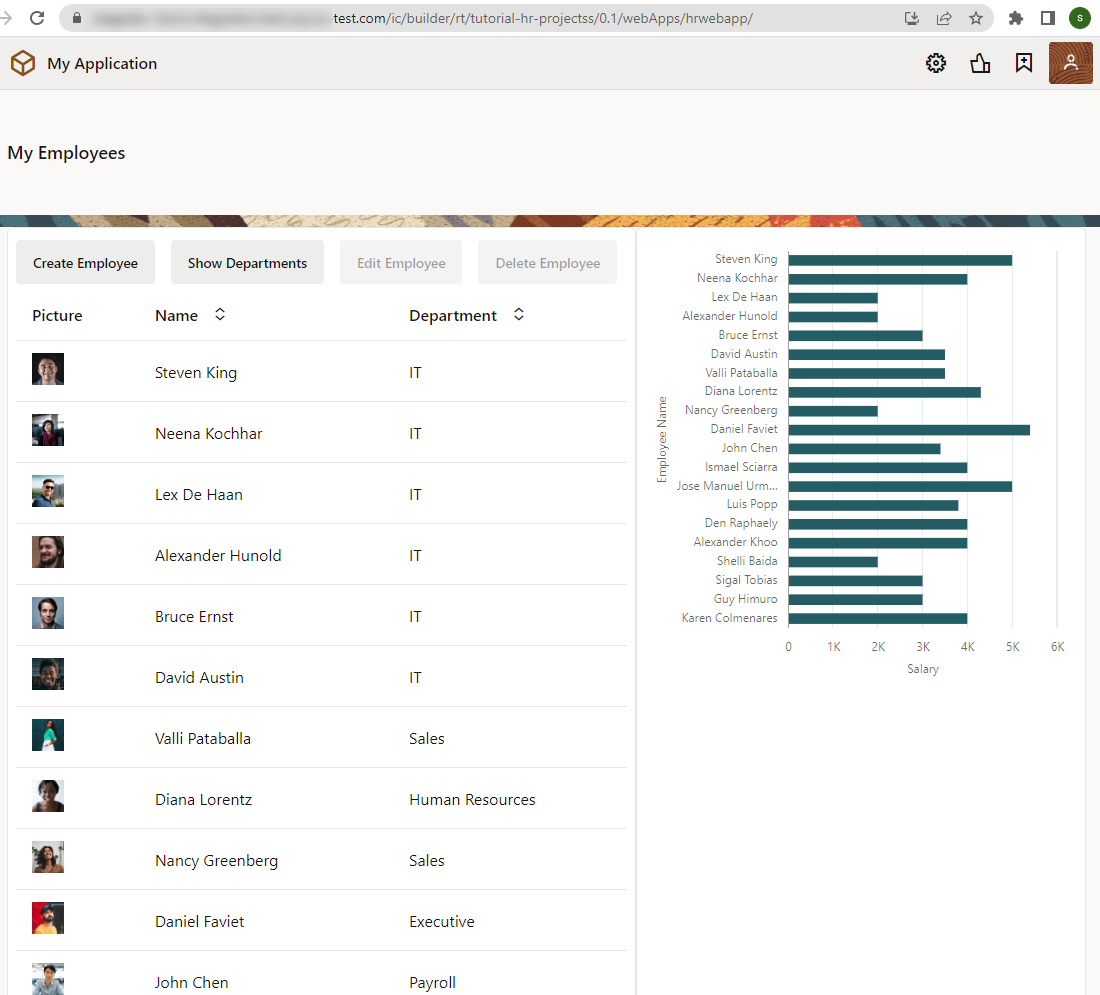 test.com/ic/builder/rt/tutorial-hr-projectss/0.1/webApps/hrwebapp/
S
My Application
My Employees
Create Employee
Show Departments
Edit Employee
Delete Employee
Picture Name Department
Steven King IT
Neena Kochhar IT
Lex De Haan IT
Alexander Hunold IT
Bruce Ernst IT
David Austin IT
Valli Pataballa Sales
Diana Lorentz Human Resources
Nancy Greenberg Sales
Daniel Faviet Executive
John Chen Payroll
Employee Name
Steven King
Neena Kochhar
Lex De Haan
Alexander Hunold
Bruce Ernst
David Austin
Valli Pataballa
Diana Lorentz
Nancy Greenberg
Daniel Faviet
John Chen
Ismael Sciarra
Jose Manuel Urm...
Luis Popp
Den Raphaely
Alexander Khoo
Shelli Baida
Sigal Tobias
Guy Himuro
Karen Colmenares
0 1K 2K 3K 4K 5K 6K
Salary